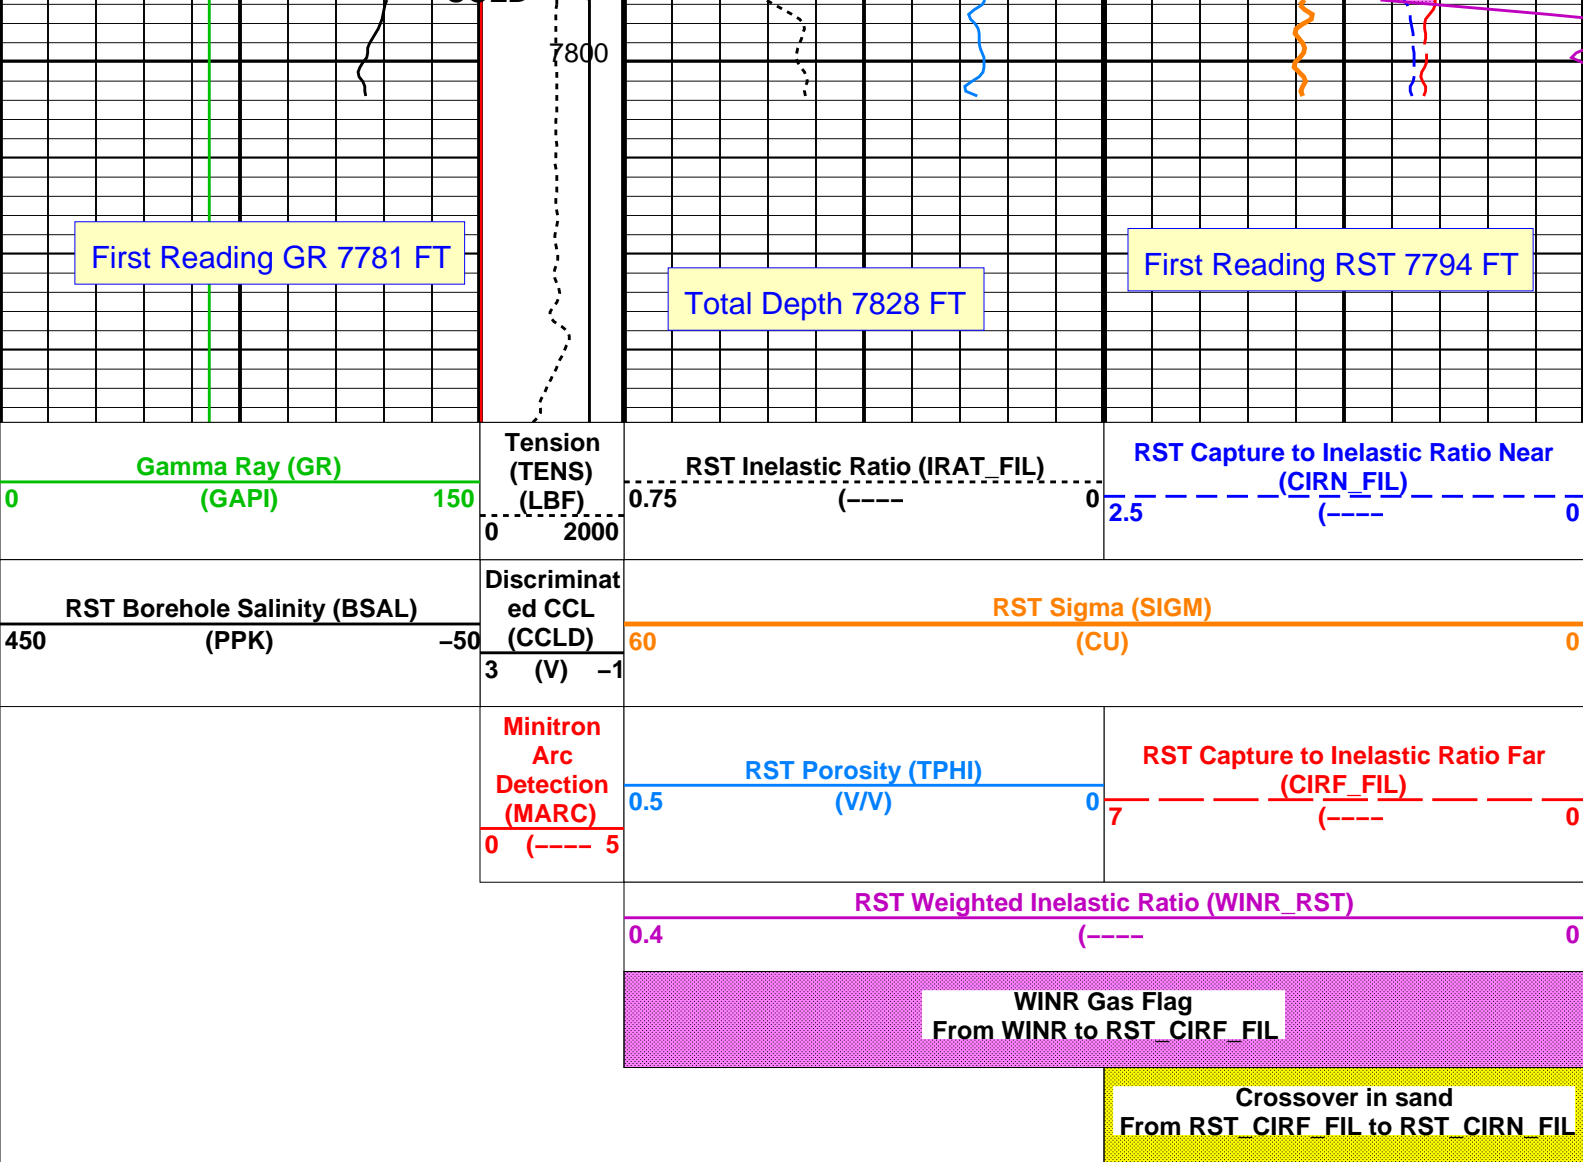 7800
First Reading GR 7781 FT
First Reading RST 7794 FT
Total Depth 7828 FT
Gamma Ray (GR)
0 (GAPI) 150
Tension
(TENS)
(LBF)
0 2000
RST Inelastic Ratio (IRAT_FIL)
0.75 (−−−− 0
RST Capture to Inelastic Ratio Near
(CIRN_FIL)
2.5 (−−−− 0
RST Borehole Salinity (BSAL)
450 (PPK) −50
Discriminat
ed CCL
(CCLD)
3 (V) −1
RST Sigma (SIGM)
60 (CU) 0
Minitron
Arc
Detection
(MARC)
0 (−−−− 5
RST Porosity (TPHI)
0.5 (V/V) 0
RST Capture to Inelastic Ratio Far
(CIRF_FIL)
7 (−−−− 0
RST Weighted Inelastic Ratio (WINR_RST)
0.4 (−−−− 0
WINR Gas Flag
From WINR to RST_CIRF_FIL
Crossover in sand
From RST_CIRF_FIL to RST_CIRN_FIL